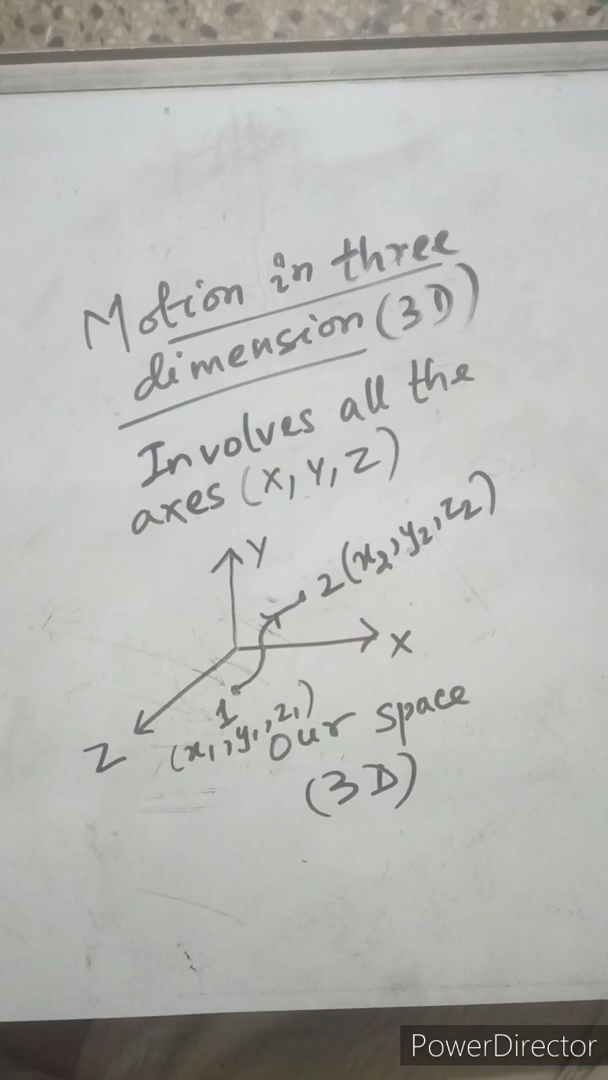 Motion in three
dimension (3D)
Involves all the
axes (X, Y, Z)
Y
2 (x₂, y₂, z₂)
X
1
Z
(x₁, y₁, z₁)
Our space
(3D)
PowerDirector